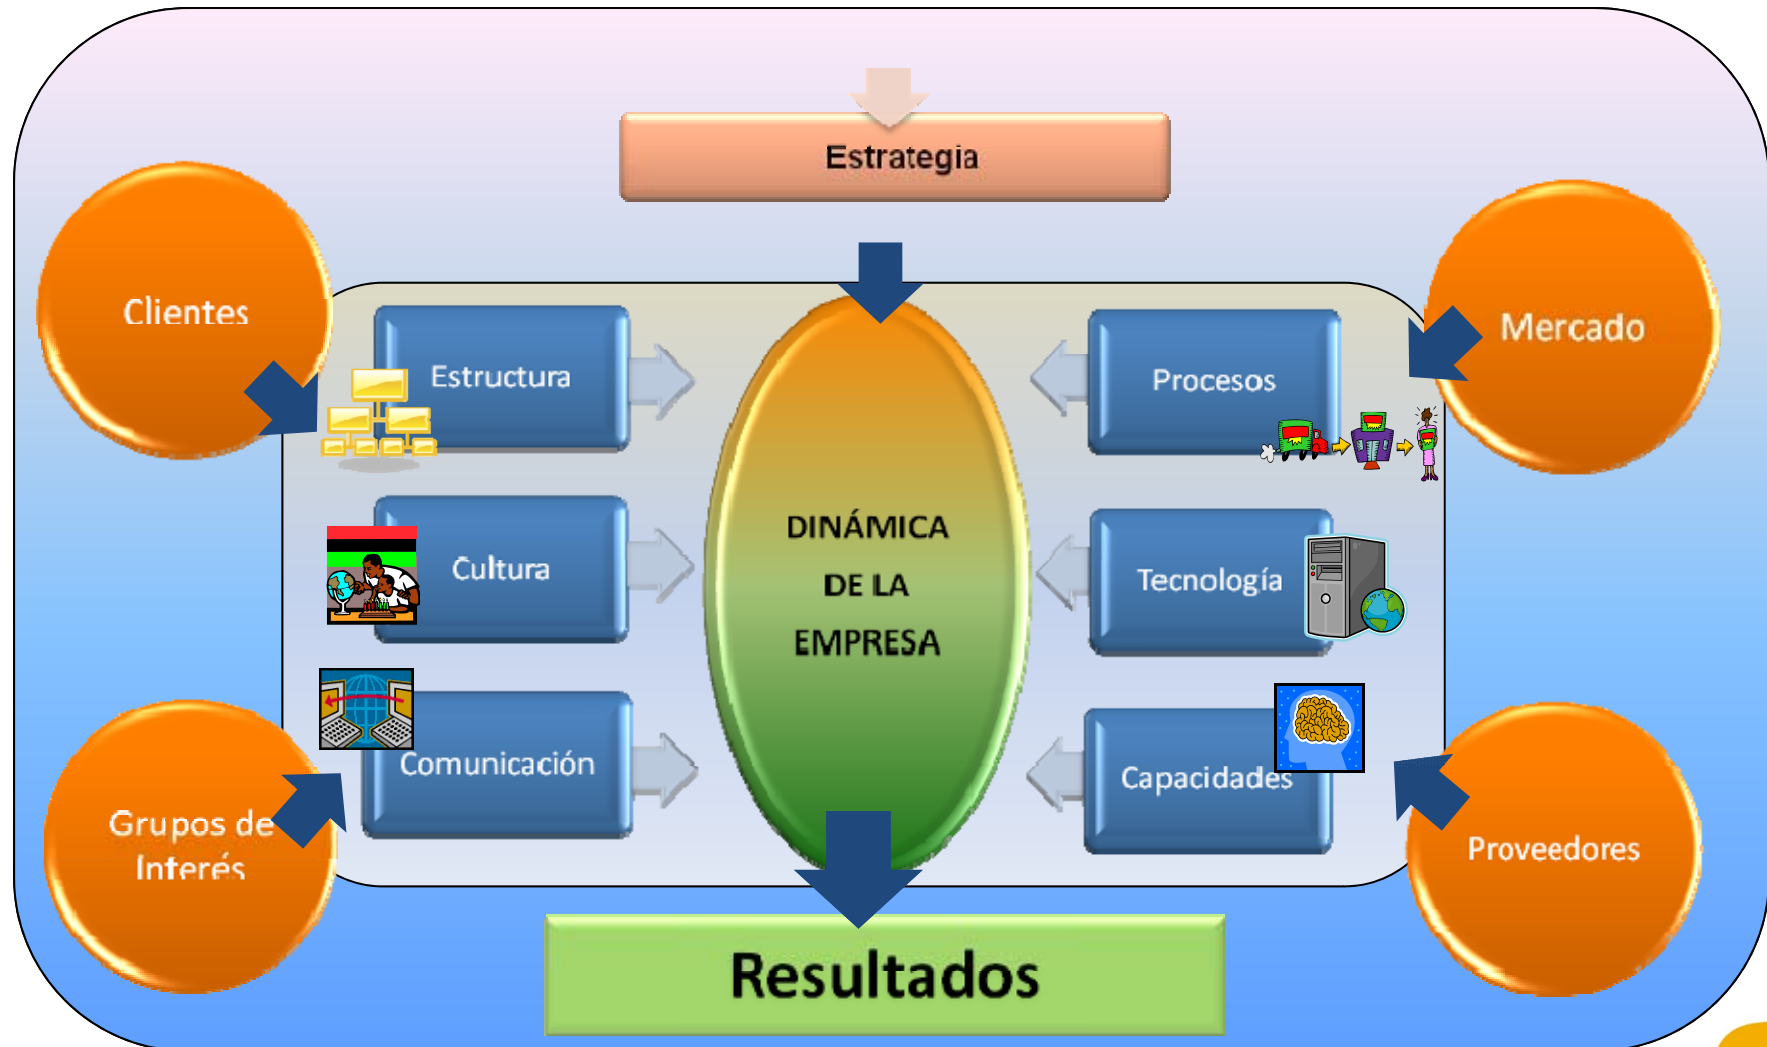 Estrategia
Clientes
Mercado
Estructura
Procesos
DINÁMICA
DE LA
EMPRESA
Cultura
Tecnología
Comunicación
Capacidades
Grupos de
Interés
Proveedores
Resultados